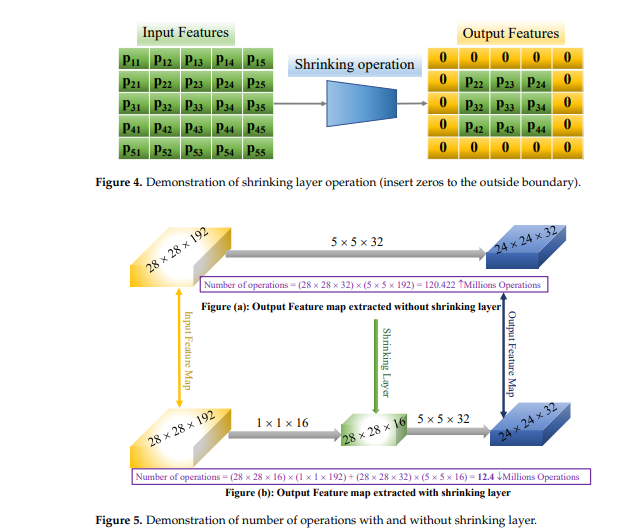 Input Features
Output Features
Shrinking operation
P11 P12 P13 P14 P15
P21 P22 P23 P24 P25
P31 P32 P33 P34 P35
P41 P42 P43 P44 P45
P51 P52 P53 P54 P55
0 0 0 0 0
0 P22 P23 P24 0
0 P32 P33 P34 0
0 P42 P43 P44 0
0 0 0 0 0
Figure 4. Demonstration of shrinking layer operation (insert zeros to the outside boundary).
28 × 28 × 192
5 × 5 × 32
24 × 24 × 32
Number of operations = (28 × 28 × 32) × (5 × 5 × 192) = 120.422 ↑Millions Operations
Figure (a): Output Feature map extracted without shrinking layer
Input Feature Map
Shrinking Layer
Output Feature Map
28 × 28 × 192
1 × 1 × 16
28 × 28 × 16
5 × 5 × 32
24 × 24 × 32
Number of operations = (28 × 28 × 16) × (1 × 1 × 192) + (28 × 28 × 32) × (5 × 5 × 16) = 12.4 ↓Millions Operations
Figure (b): Output Feature map extracted with shrinking layer
Figure 5. Demonstration of number of operations with and without shrinking layer.